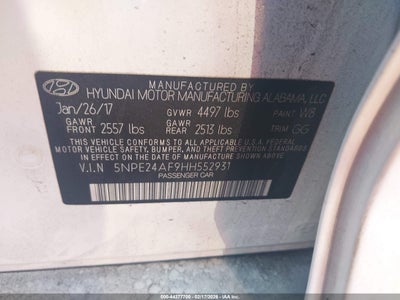 MANUFACTURED BY
HYUNDAI MOTOR MANUFACTURING ALABAMA, LLC
Jan/26/17 GVWR 4497 lbs PAINT W8
GAWR FRONT 2557 lbs GAWR REAR 2513 lbs TRIM GG
THIS VEHICLE CONFORMS TO ALL APPLICABLE U.S. FEDERAL
MOTOR VEHICLE SAFETY, BUMPER, AND THEFT PREVENTION STANDARDS
IN EFFECT ON THE DATE OF MANUFACTURE SHOWN ABOVE.
V.I.N 5NPE24AF9HH552931
PASSENGER CAR
000-44377700 - 02/17/2026 - IAA